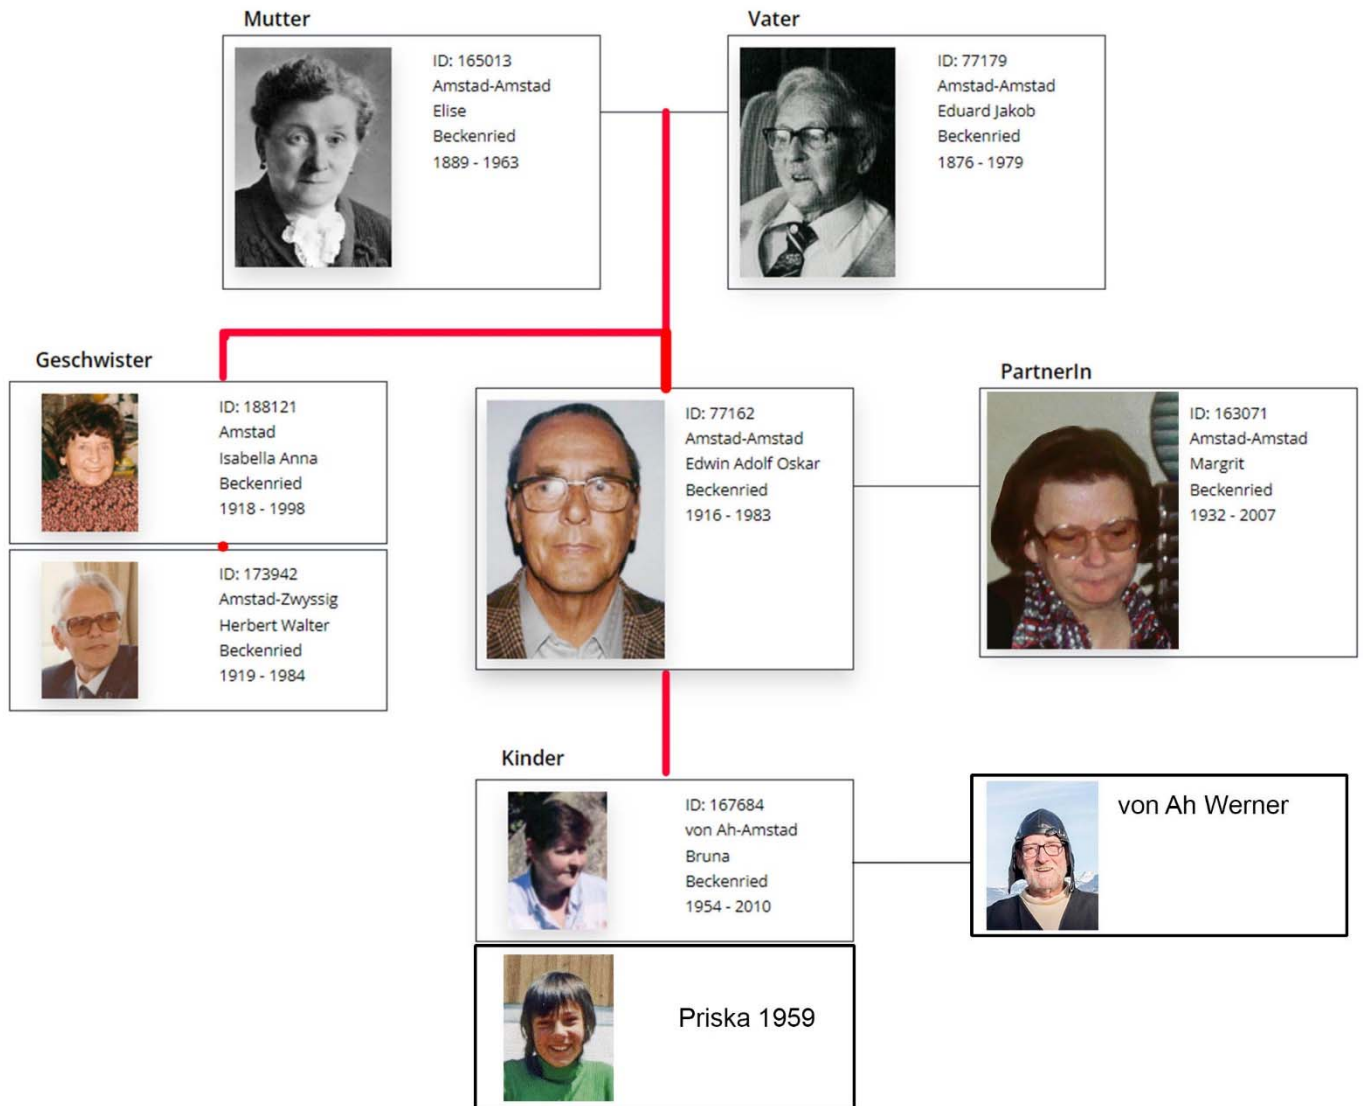 Mutter
ID: 165013
Amstad-Amstad
Elise
Beckenried
1889 - 1963
Vater
ID: 77179
Amstad-Amstad
Eduard Jakob
Beckenried
1876 - 1979
Geschwister
ID: 188121
Amstad
Isabella Anna
Beckenried
1918 - 1998
ID: 173942
Amstad-Zwyssig
Herbert Walter
Beckenried
1919 - 1984
ID: 77162
Amstad-Amstad
Edwin Adolf Oskar
Beckenried
1916 - 1983
PartnerIn
ID: 163071
Amstad-Amstad
Margrit
Beckenried
1932 - 2007
Kinder
ID: 167684
von Ah-Amstad
Bruna
Beckenried
1954 - 2010
von Ah Werner
Priska 1959